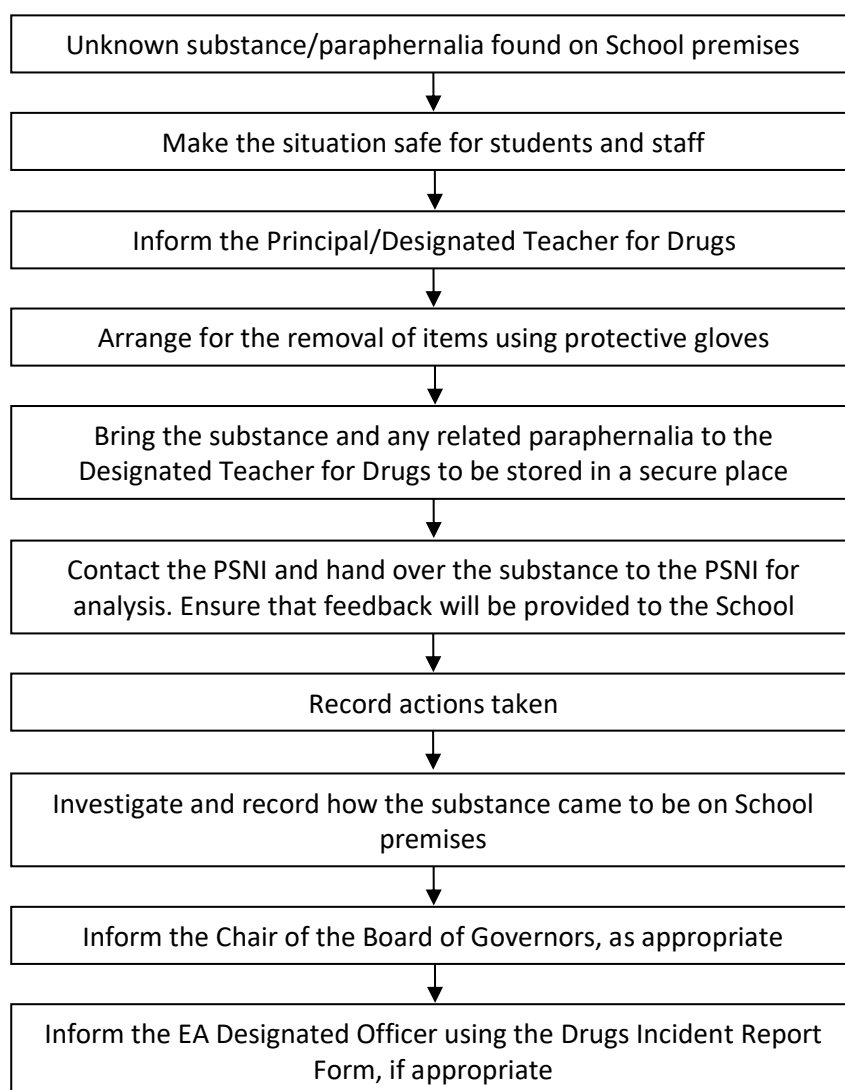 Unknown substance/paraphernalia found on School premises
Make the situation safe for students and staff
Inform the Principal/Designated Teacher for Drugs
Arrange for the removal of items using protective gloves
Bring the substance and any related paraphernalia to the
Designated Teacher for Drugs to be stored in a secure place
Contact the PSNI and hand over the substance to the PSNI for
analysis. Ensure that feedback will be provided to the School
Record actions taken
Investigate and record how the substance came to be on School
premises
Inform the Chair of the Board of Governors, as appropriate
Inform the EA Designated Officer using the Drugs Incident Report
Form, if appropriate